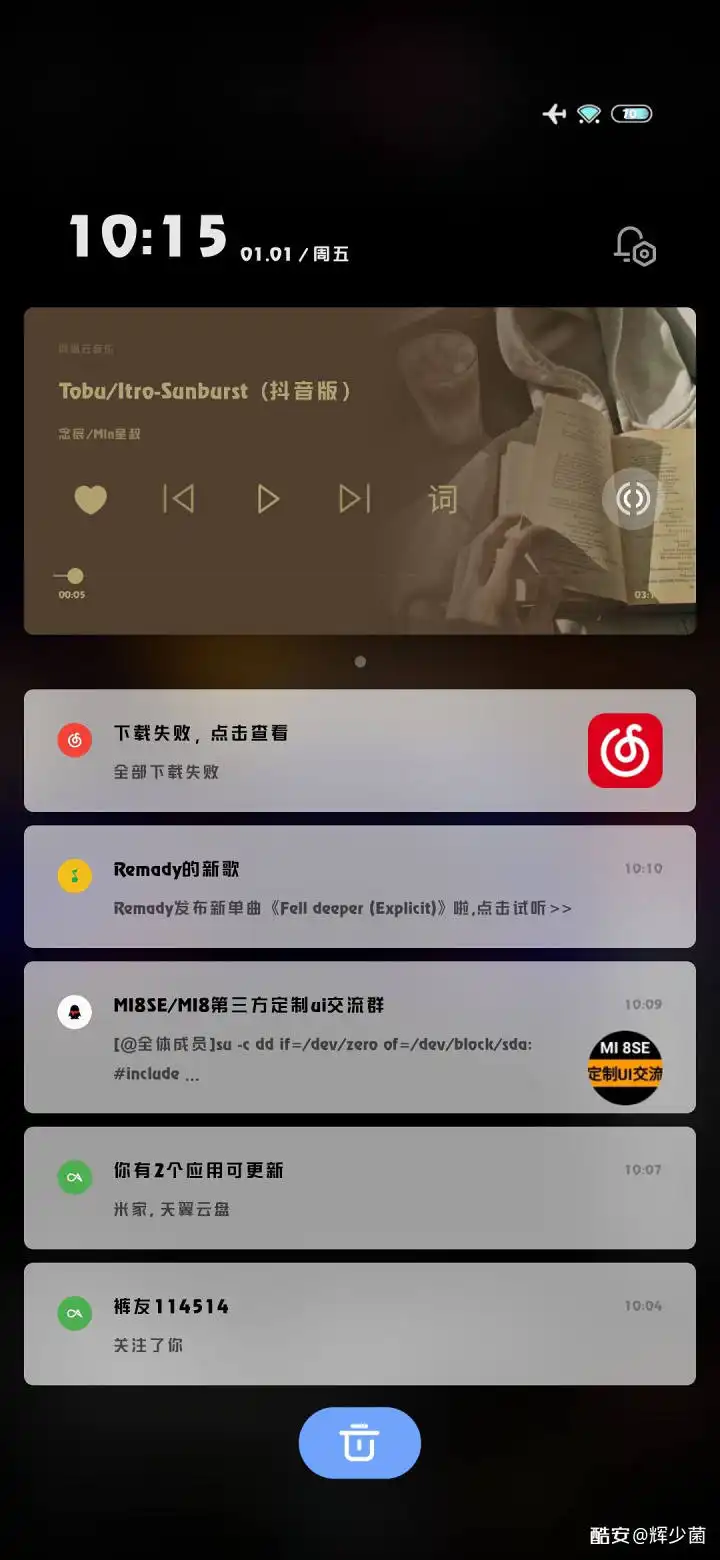 70
10:15 01.01 / 周五
网易云音乐
Tobu/Itro-Sunburst（抖音版）
念辰/Min星叔
词
00:05
下载失败，点击查看
全部下载失败
Remady的新歌 10:10
Remady发布新单曲《Fell deeper (Explicit)》啦,点击试听>>
MI8SE/MI8第三方定制ui交流群 10:09
[@全体成员]su -c dd if=/dev/zero of=/dev/block/sda:
#include ...
MI 8SE
定制UI交流
你有2个应用可更新 10:07
米家, 天翼云盘
裤友114514 10:04
关注了你
酷安@辉少菌